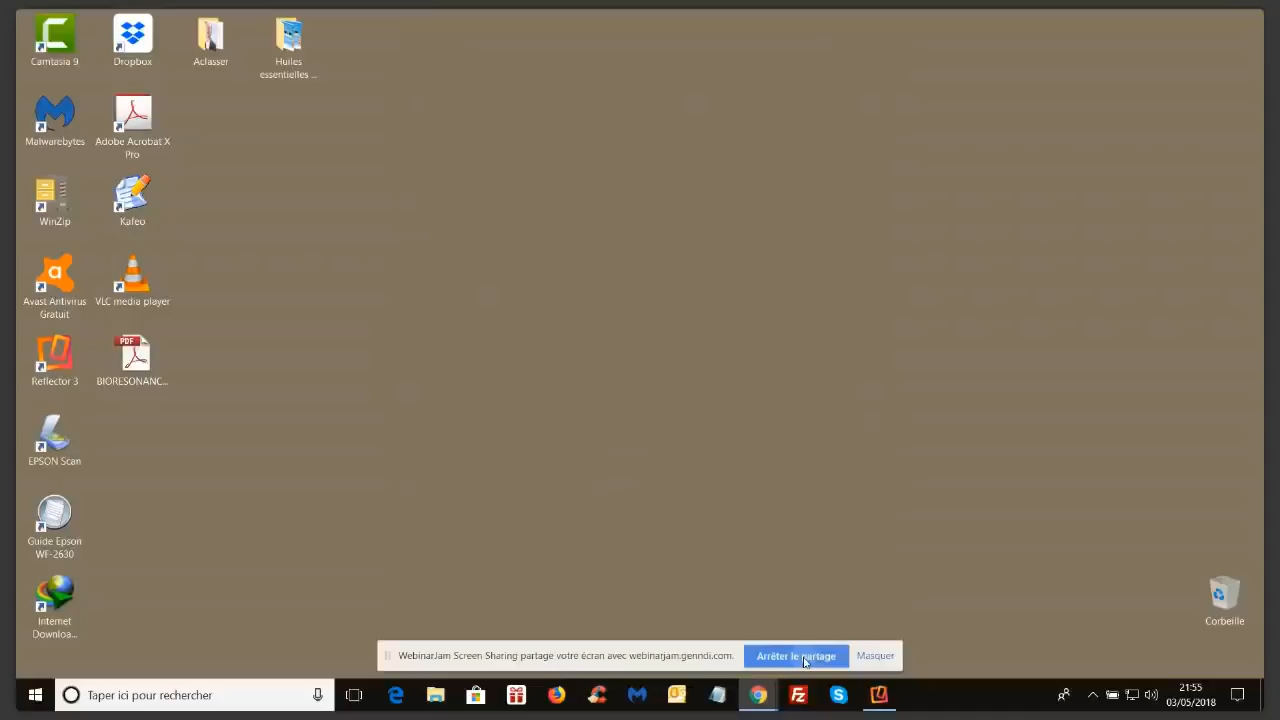 Camtasia 9
Dropbox
Aclasser
Huiles
essentielles ...
Malwarebytes
Adobe Acrobat X
Pro
WinZip
Kafeo
Avast Antivirus
Gratuit
VLC media player
PDF
Reflector 3
BIORESONANC...
EPSON Scan
Guide Epson
WF-2630
Internet
Downloa...
Corbeille
WebinarJam Screen Sharing partage votre écran avec webinarjam.genndi.com.
Arrêter le partage
Masquer
Taper ici pour rechercher
21:55
03/05/2018